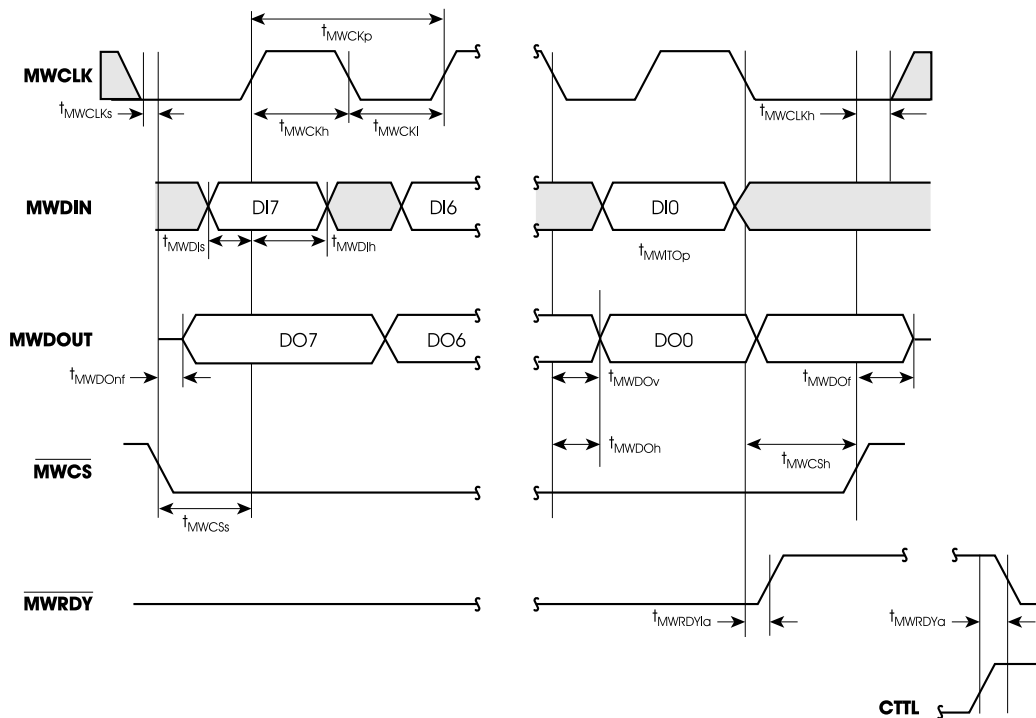 tMWCKp
MWCLK
tMWCLKs
tMWCKh
tMWCKl
tMWCLKh
MWDIN
DI7
DI6
DI0
tMWDIs
tMWDIh
tMWITOp
MWDOUT
DO7
DO6
DO0
tMWDOnf
tMWDOv
tMWDOf
tMWDOh
MWCS
tMWCSh
tMWCSs
MWRDY
tMWRDYla
tMWRDYa
CTTL